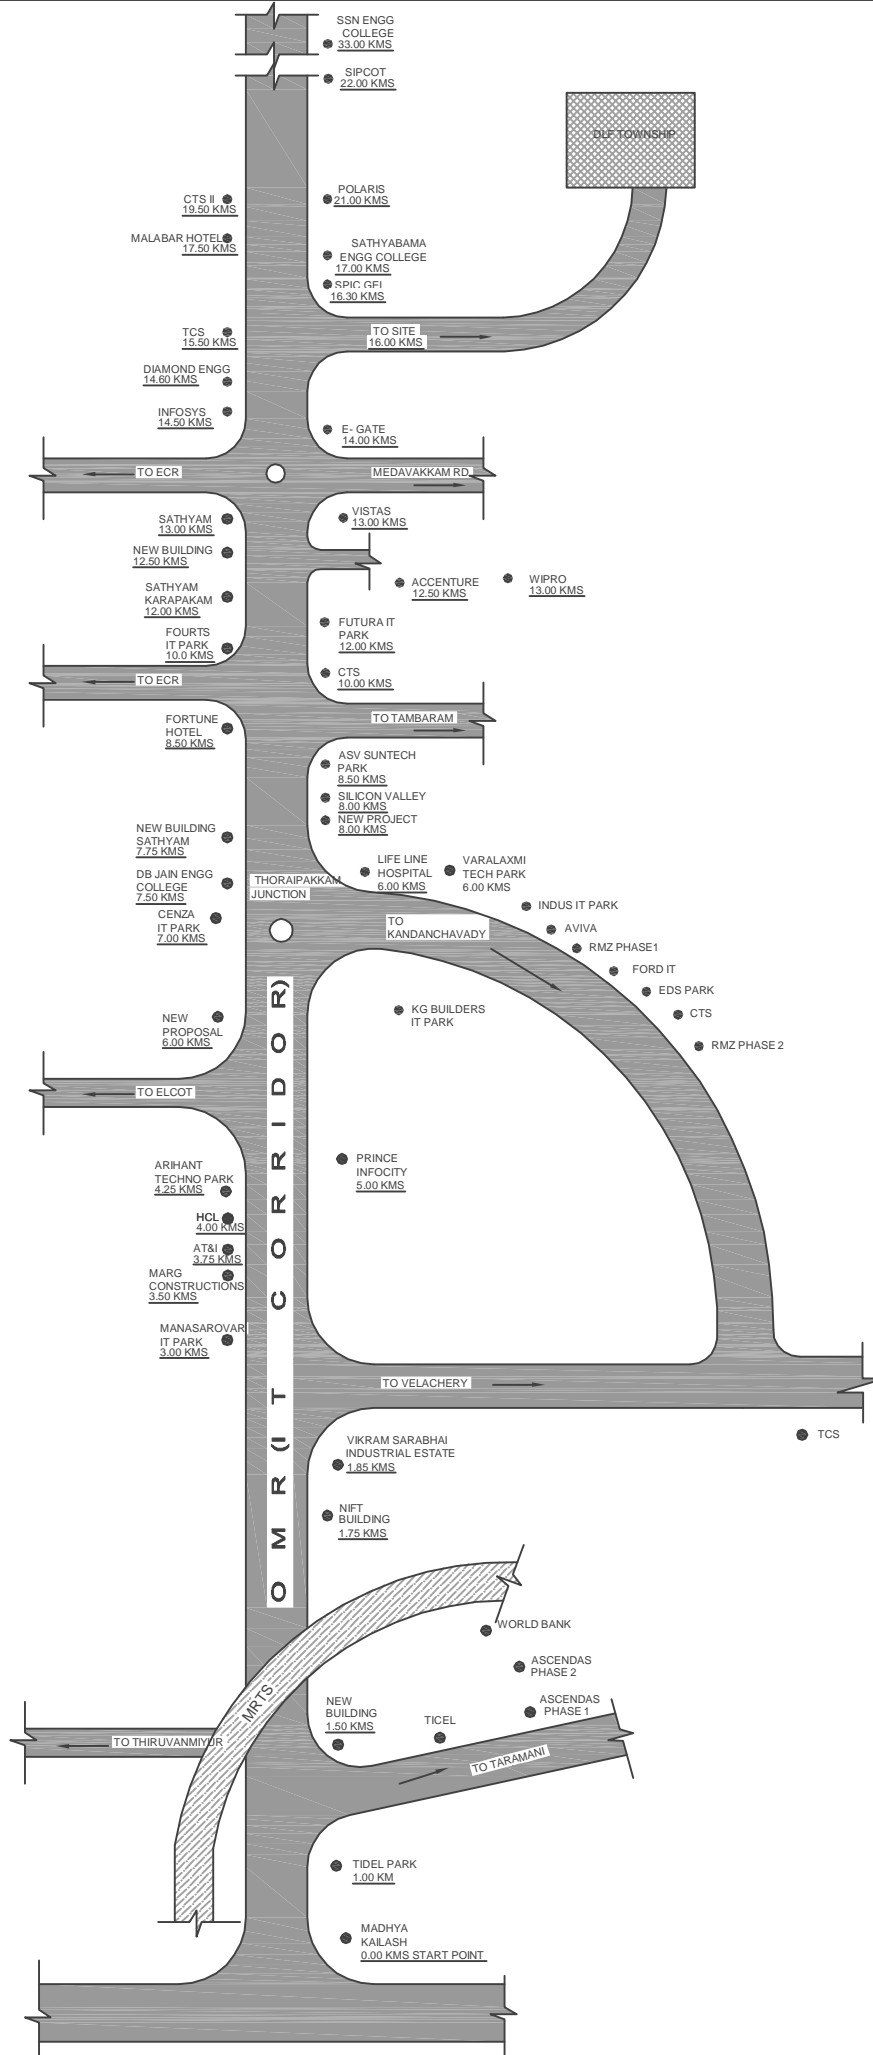 SSN ENGG
COLLEGE
33.00 KMS
SIPCOT
22.00 KMS
DLF TOWNSHIP
CTS II
19.50 KMS
POLARIS
21.00 KMS
MALABAR HOTEL
17.50 KMS
SATHYABAMA
ENGG COLLEGE
17.00 KMS
SPIC GEL
16.30 KMS
TCS
15.50 KMS
TO SITE
16.00 KMS
DIAMOND ENGG
14.60 KMS
INFOSYS
14.50 KMS
E- GATE
14.00 KMS
TO ECR
MEDAVAKKAM RD
SATHYAM
13.00 KMS
VISTAS
13.00 KMS
NEW BUILDING
12.50 KMS
ACCENTURE
12.50 KMS
WIPRO
13.00 KMS
SATHYAM
KARAPAKAM
12.00 KMS
FUTURA IT
PARK
12.00 KMS
FOURTS
IT PARK
10.0 KMS
CTS
10.00 KMS
TO ECR
FORTUNE
HOTEL
8.50 KMS
TO TAMBARAM
ASV SUNTECH
PARK
8.50 KMS
SILICON VALLEY
8.00 KMS
NEW PROJECT
8.00 KMS
NEW BUILDING
SATHYAM
7.75 KMS
DB JAIN ENGG
COLLEGE
7.50 KMS
THORAIPAKKAM
JUNCTION
LIFE LINE
HOSPITAL
6.00 KMS
VARALAXMI
TECH PARK
6.00 KMS
CENZA
IT PARK
7.00 KMS
TO
KANDANCHAVADY
INDUS IT PARK
AVIVA
RMZ PHASE1
FORD IT
EDS PARK
CTS
RMZ PHASE 2
KG BUILDERS
IT PARK
NEW
PROPOSAL
6.00 KMS
TO ELCOT
OMR (IT CORRIDOR)
PRINCE
INFOCITY
5.00 KMS
ARIHANT
TECHNO PARK
4.25 KMS
HCL
4.00 KMS
AT&I
3.75 KMS
MARG
CONSTRUCTIONS
3.50 KMS
MANASAROVAR
IT PARK
3.00 KMS
TO VELACHERY
TCS
VIKRAM SARABHAI
INDUSTRIAL ESTATE
1.85 KMS
NIFT
BUILDING
1.75 KMS
WORLD BANK
ASCENDAS
PHASE 2
ASCENDAS
PHASE 1
MRTS
NEW
BUILDING
1.50 KMS
TICEL
TO THIRUVANMIYUR
TO TARAMANI
TIDEL PARK
1.00 KM
MADHYA
KAILASH
0.00 KMS START POINT